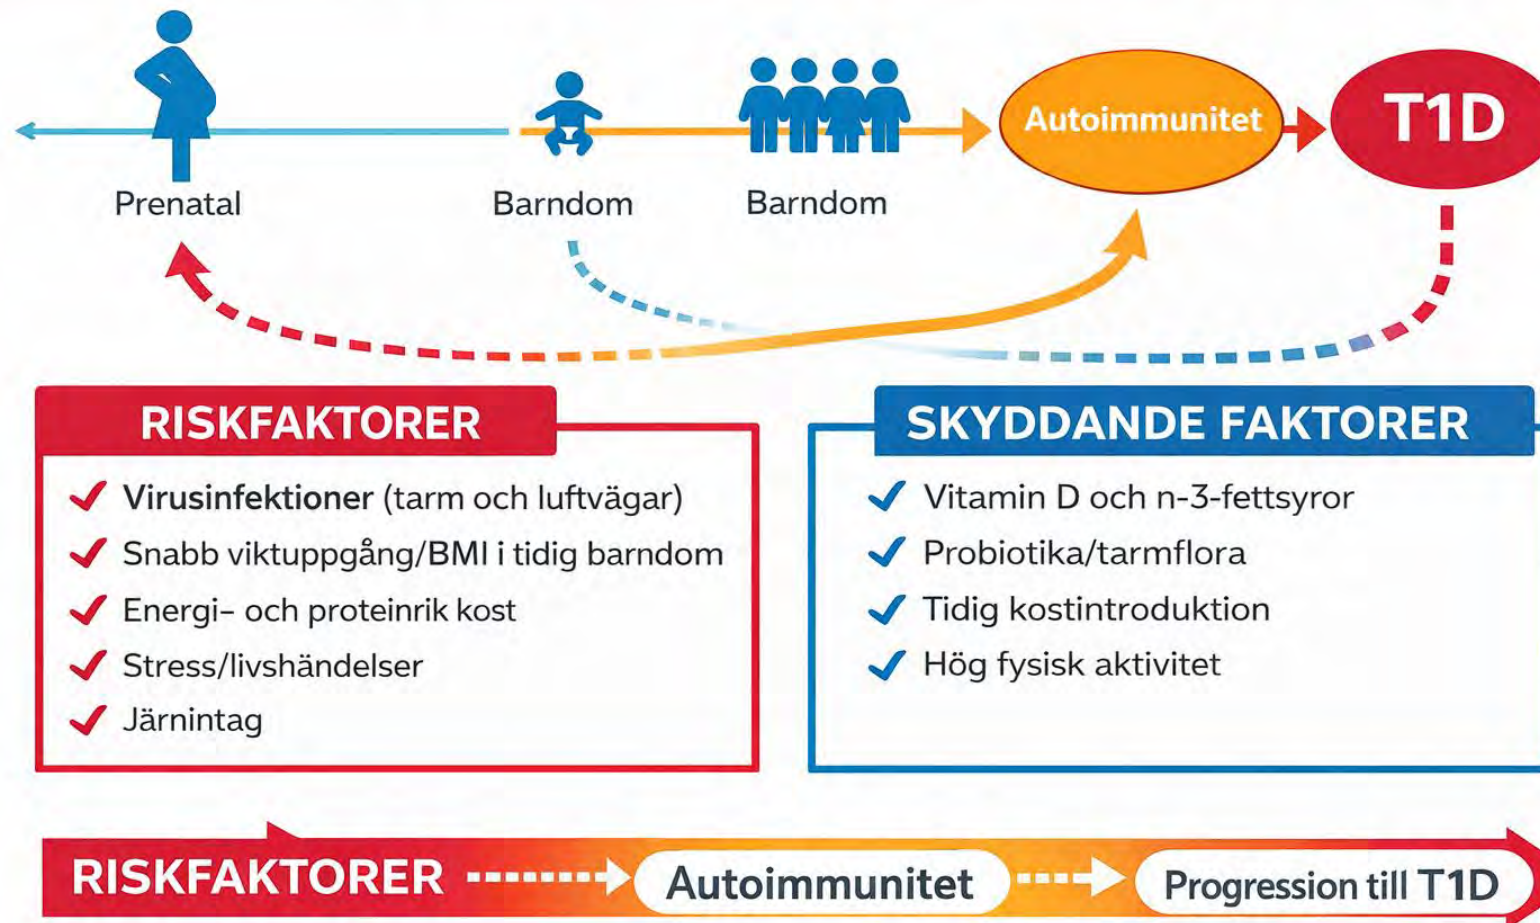 Autoimmunitet
T1D
Prenatal
Barndom
Barndom
RISKFAKTORER
Virusinfektioner (tarm och luftvägar)
Snabb viktuppgång/BMI i tidig barndom
Energi- och proteinrik kost
Stress/livshändelser
Järnintag
SKYDDANDE FAKTORER
Vitamin D och n-3-fettsyror
Probiotika/tarmflora
Tidig kostintroduktion
Hög fysisk aktivitet
RISKFAKTORER
Autoimmunitet
Progression till T1D